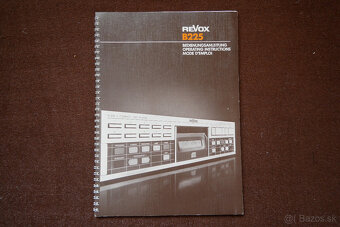 REVOX
B225
BEDIENUNGSANLEITUNG
OPERATING INSTRUCTIONS
MODE D'EMPLOI
Bazos.sk